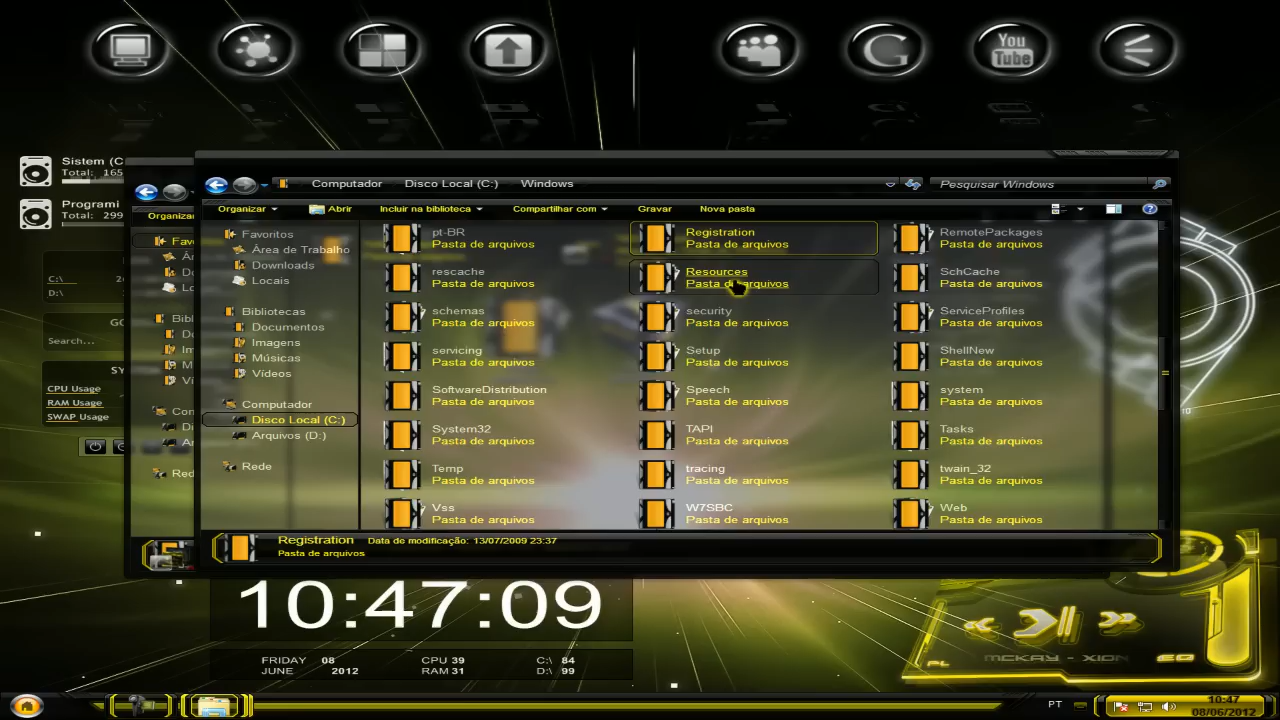 You
Tube
Sistem (C
Total: 165
Programi
Total: 299
C:\
D:\
Search...
SY
CPU Usage
RAM Usage
SWAP Usage
Organiza
Computador
Disco Local (C:)
Windows
Pesquisar Windows
Organizar
Abrir
Incluir na biblioteca
Compartilhar com
Gravar
Nova pasta
Favoritos
Área de Trabalho
Downloads
Locais
Bibliotecas
Documentos
Imagens
Músicas
Vídeos
Computador
Disco Local (C:)
Arquivos (D:)
Rede
pt-BR
Pasta de arquivos
Registration
Pasta de arquivos
RemotePackages
Pasta de arquivos
rescache
Pasta de arquivos
Resources
Pasta de arquivos
SchCache
Pasta de arquivos
schemas
Pasta de arquivos
security
Pasta de arquivos
ServiceProfiles
Pasta de arquivos
servicing
Pasta de arquivos
Setup
Pasta de arquivos
ShellNew
Pasta de arquivos
SoftwareDistribution
Pasta de arquivos
Speech
Pasta de arquivos
system
Pasta de arquivos
System32
Pasta de arquivos
TAPI
Pasta de arquivos
Tasks
Pasta de arquivos
Temp
Pasta de arquivos
tracing
Pasta de arquivos
twain_32
Pasta de arquivos
Vss
Pasta de arquivos
W7SBC
Pasta de arquivos
Web
Pasta de arquivos
Registration Data de modificação: 13/07/2009 23:37
Pasta de arquivos
10:47:09
FRIDAY 08
JUNE 2012
CPU 39
RAM 31
C:\ 84
D:\ 99
PL
MCKAY - XION
EQ
PT
10:47
08/06/2012